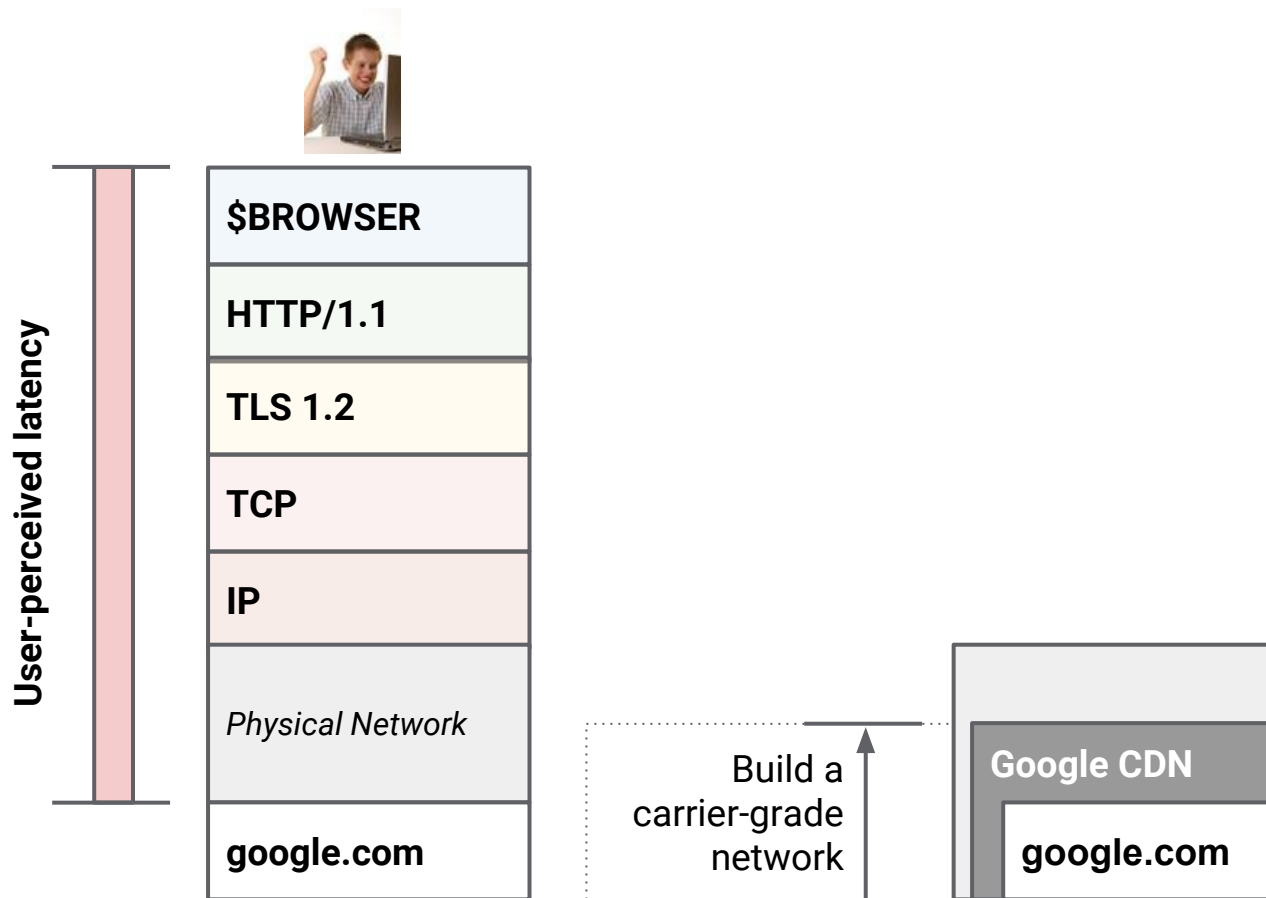 User-perceived latency
$BROWSER
HTTP/1.1
TLS 1.2
TCP
IP
Physical Network
google.com
Build a
carrier-grade
network
Google CDN
google.com